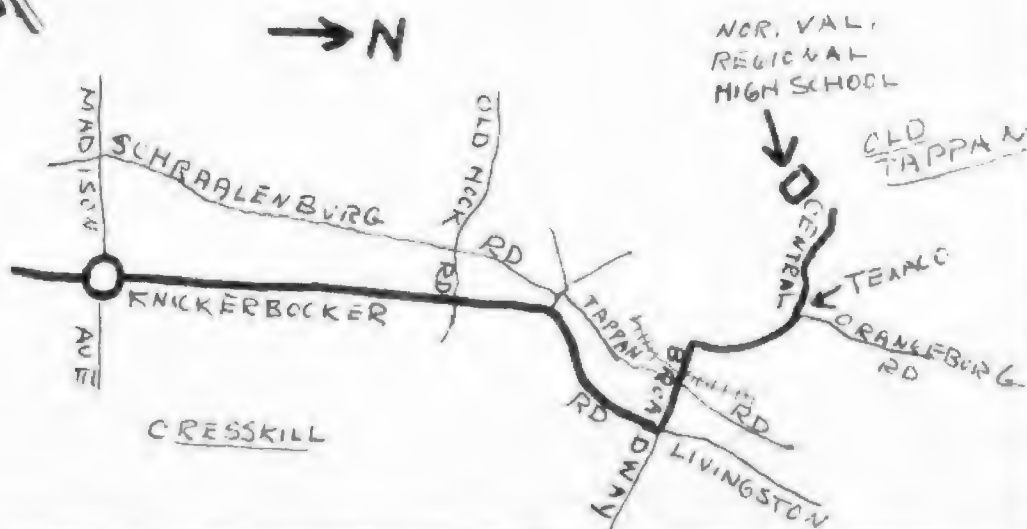 N
NOR. VAL.
REGIONAL
HIGH SCHOOL
OLD
TAPPAN
MADISON
AVE
SCHRAALENBURG
RD
OLD HOOK
RD
KNICKERBOCKER
RD
TAPPAN
RD
BROADWAY
CENTRAL
TEXACO
ORANGEBURG
RD
LIVINGSTON
CRESSKILL